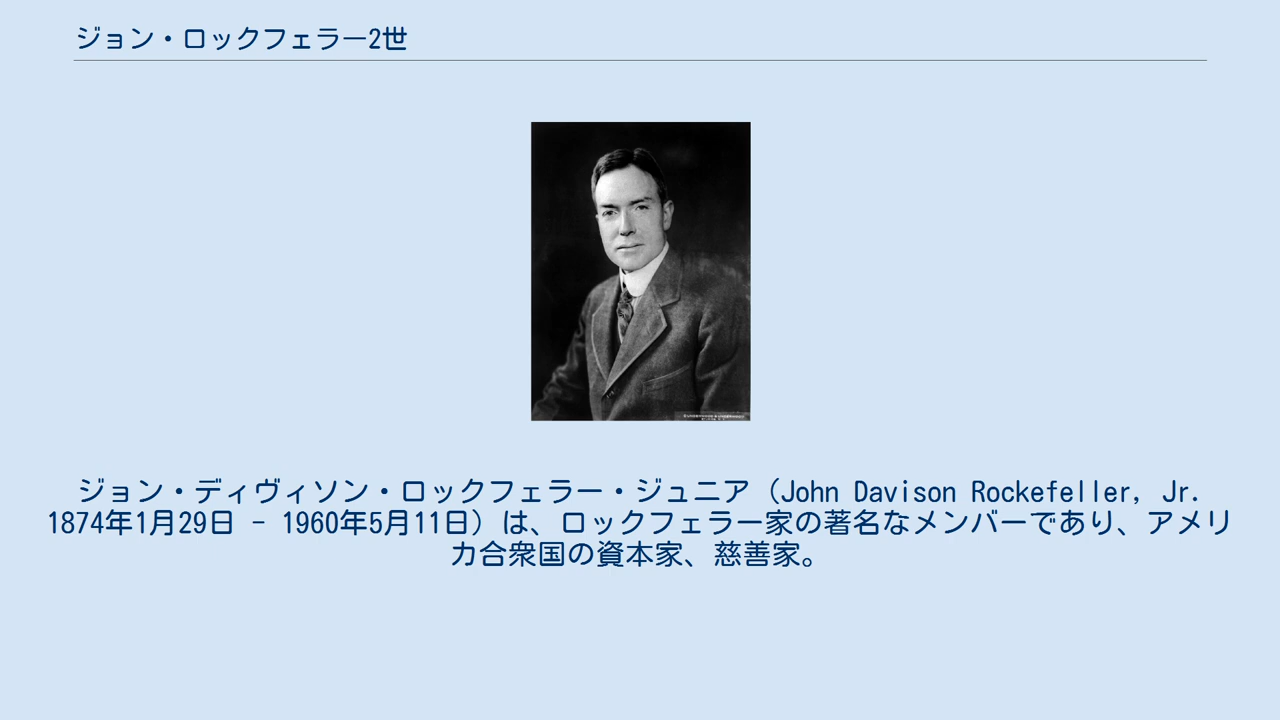 ジョン・ロックフェラー2世
ジョン・ディヴィソン・ロックフェラー・ジュニア（John Davison Rockefeller, Jr.
1874年1月29日 - 1960年5月11日）は、ロックフェラー家の著名なメンバーであり、アメリ
カ合衆国の資本家、慈善家。